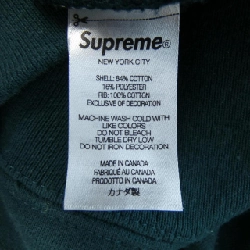 Supreme®
NEW YORK CITY
SHELL: 84% COTTON
16% POLYESTER
RIB: 100% COTTON
EXCLUSIVE OF DECORATION
MACHINE WASH COLD WITH
LIKE COLORS
DO NOT BLEACH
TUMBLE DRY LOW
DO NOT IRON DECORATION
MADE IN CANADA
FABRIQUÉ AU CANADA
PRODOTTO IN CANADA
カナダ製